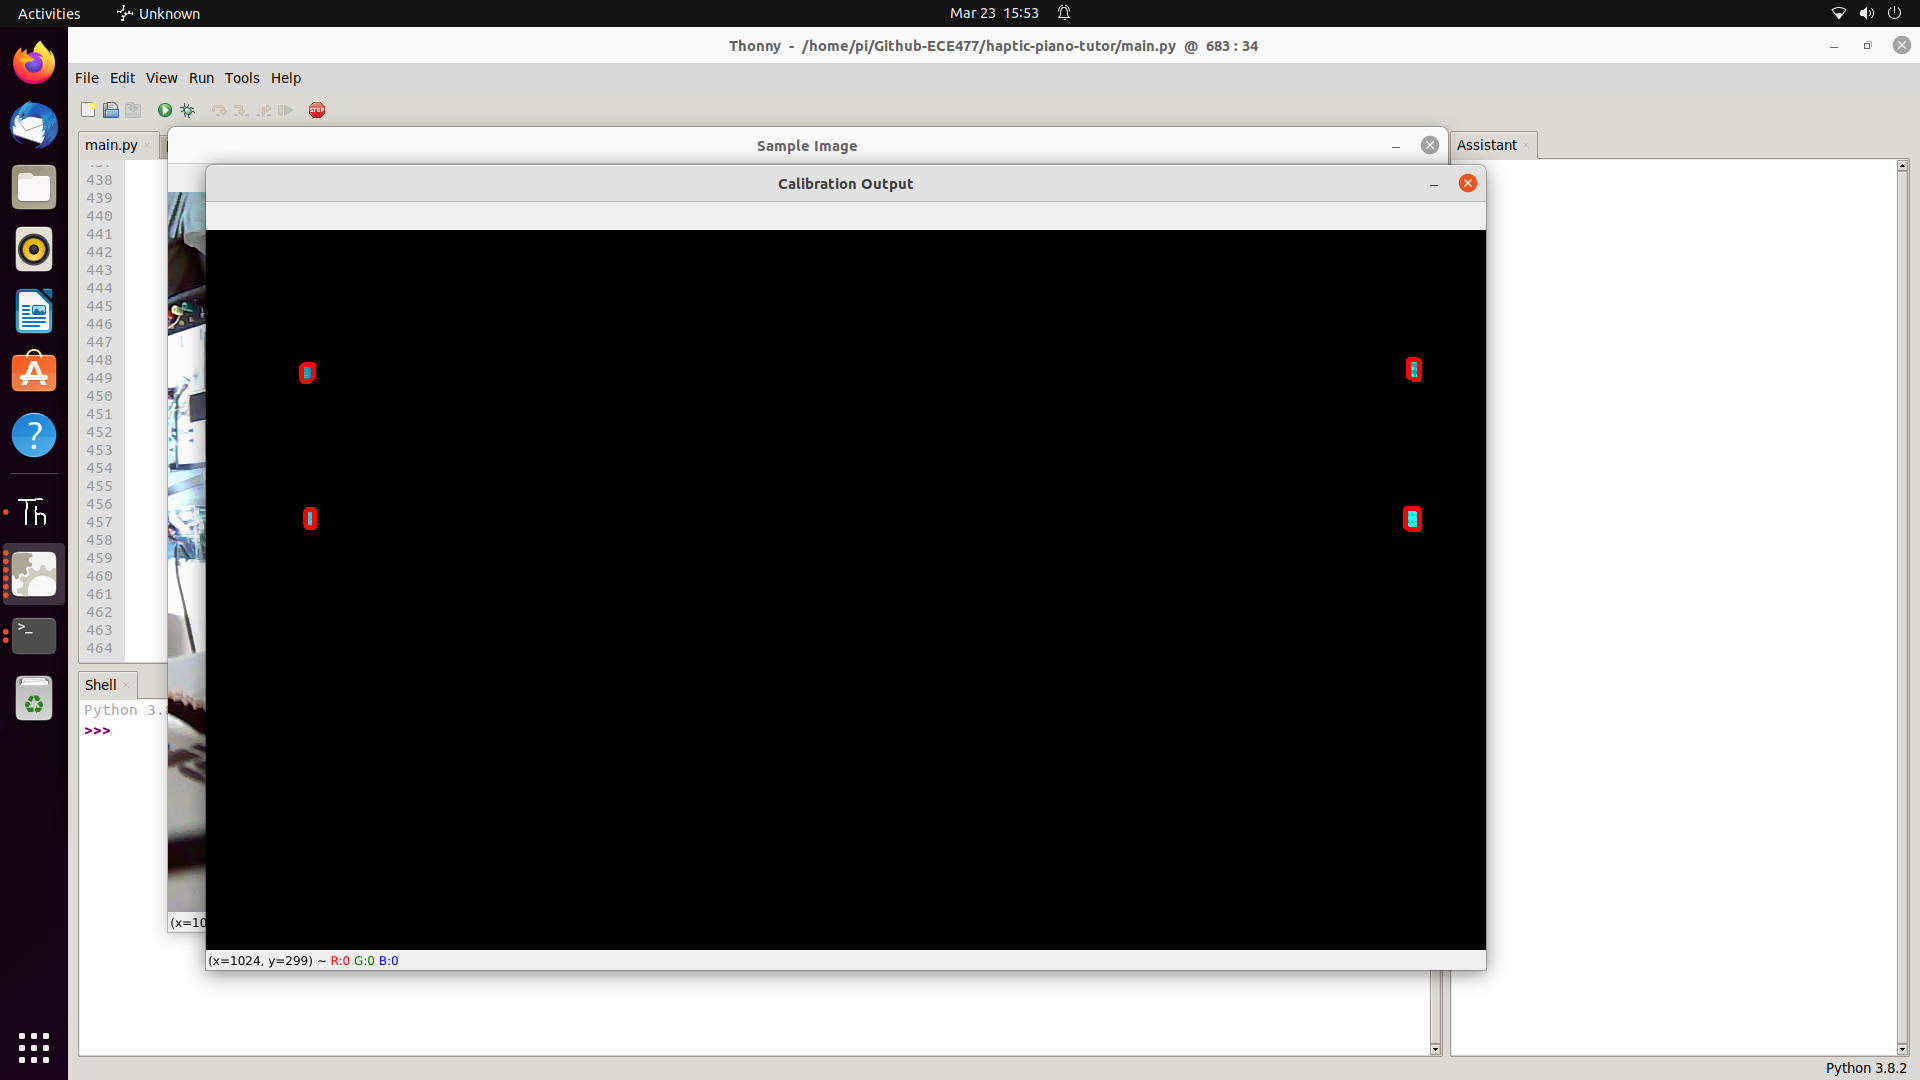 Activities
Unknown
Mar 23 15:53
Thonny - /home/pi/Github-ECE477/haptic-piano-tutor/main.py @ 683 : 34
File Edit View Run Tools Help
STOP
main.py
Sample Image
Assistant
Calibration Output
438
439
440
441
442
443
444
445
446
447
448
449
450
451
452
453
454
455
456
457
458
459
460
461
462
463
464
Th
>_
Shell
Python 3.
>>>
(x=10
(x=1024, y=299) ~ R:0 G:0 B:0
Python 3.8.2